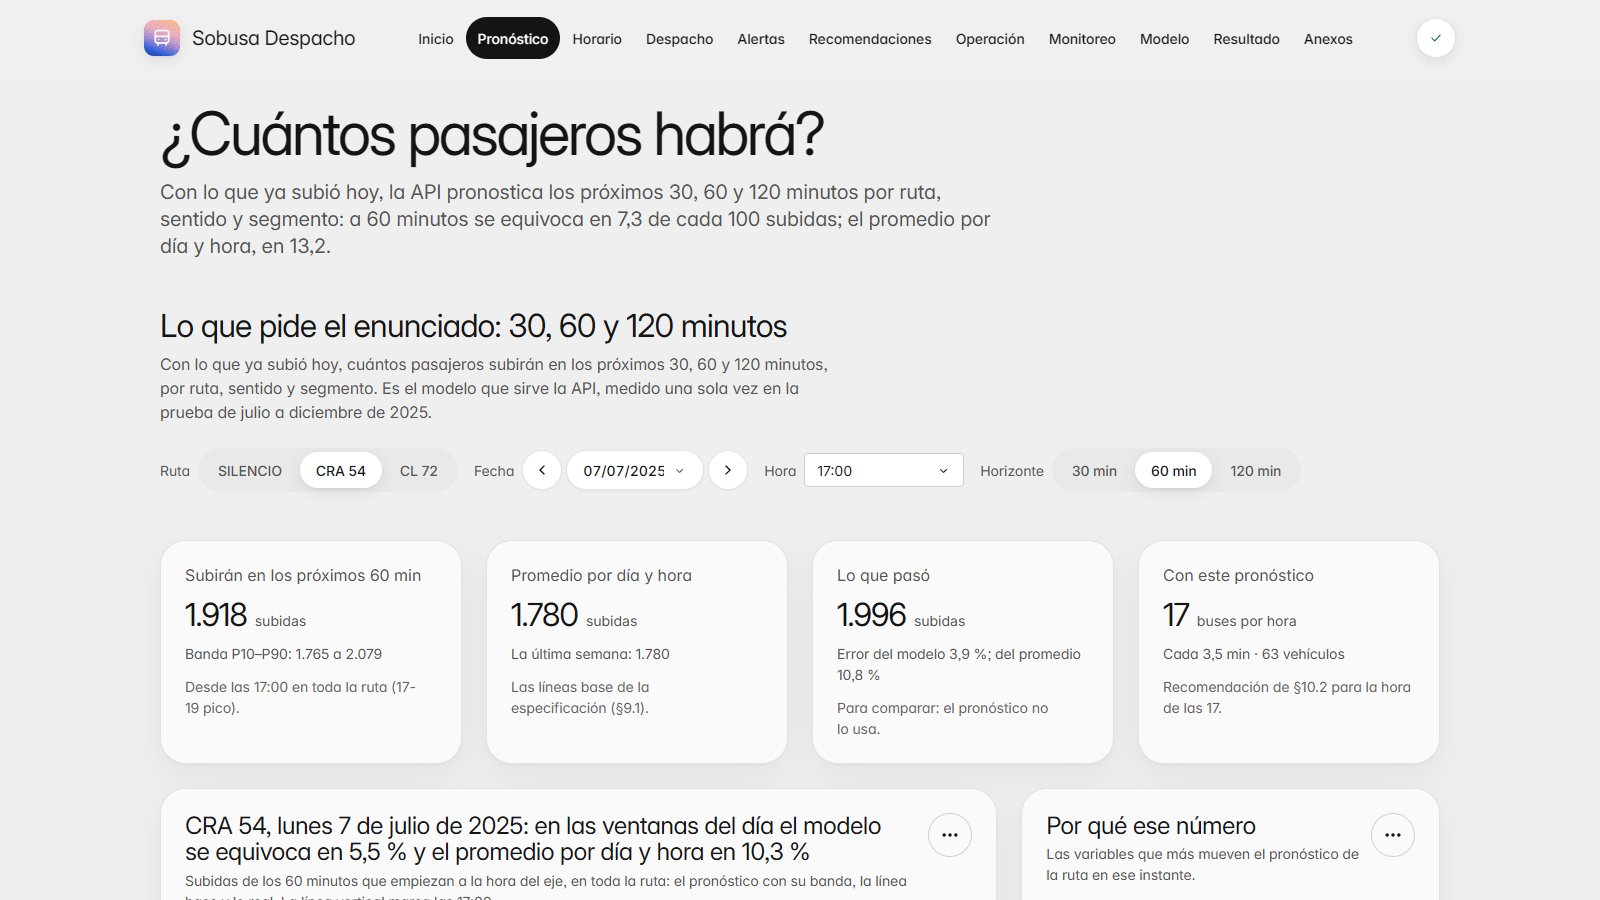 Sobusa Despacho
Inicio Pronóstico Horario Despacho Alertas Recomendaciones Operación Monitoreo Modelo Resultado Anexos
¿Cuántos pasajeros habrá?
Con lo que ya subió hoy, la API pronostica los próximos 30, 60 y 120 minutos por ruta,
sentido y segmento: a 60 minutos se equivoca en 7,3 de cada 100 subidas; el promedio por
día y hora, en 13,2.
Lo que pide el enunciado: 30, 60 y 120 minutos
Con lo que ya subió hoy, cuántos pasajeros subirán en los próximos 30, 60 y 120 minutos,
por ruta, sentido y segmento. Es el modelo que sirve la API, medido una sola vez en la
prueba de julio a diciembre de 2025.
Ruta SILENCIO CRA 54 CL 72 Fecha 07/07/2025 Hora 17:00 Horizonte 30 min 60 min 120 min
Subirán en los próximos 60 min
1.918 subidas
Banda P10–P90: 1.765 a 2.079
Desde las 17:00 en toda la ruta (17-
19 pico).
Promedio por día y hora
1.780 subidas
La última semana: 1.780
Las líneas base de la
especificación (§9.1).
Lo que pasó
1.996 subidas
Error del modelo 3,9 %; del promedio
10,8 %
Para comparar: el pronóstico no
lo usa.
Con este pronóstico
17 buses por hora
Cada 3,5 min · 63 vehículos
Recomendación de §10.2 para la hora
de las 17.
CRA 54, lunes 7 de julio de 2025: en las ventanas del día el modelo
se equivoca en 5,5 % y el promedio por día y hora en 10,3 %
Subidas de los 60 minutos que empiezan a la hora del eje, en toda la ruta: el pronóstico con su banda, la línea
Por qué ese número
Las variables que más mueven el pronóstico de
la ruta en ese instante.